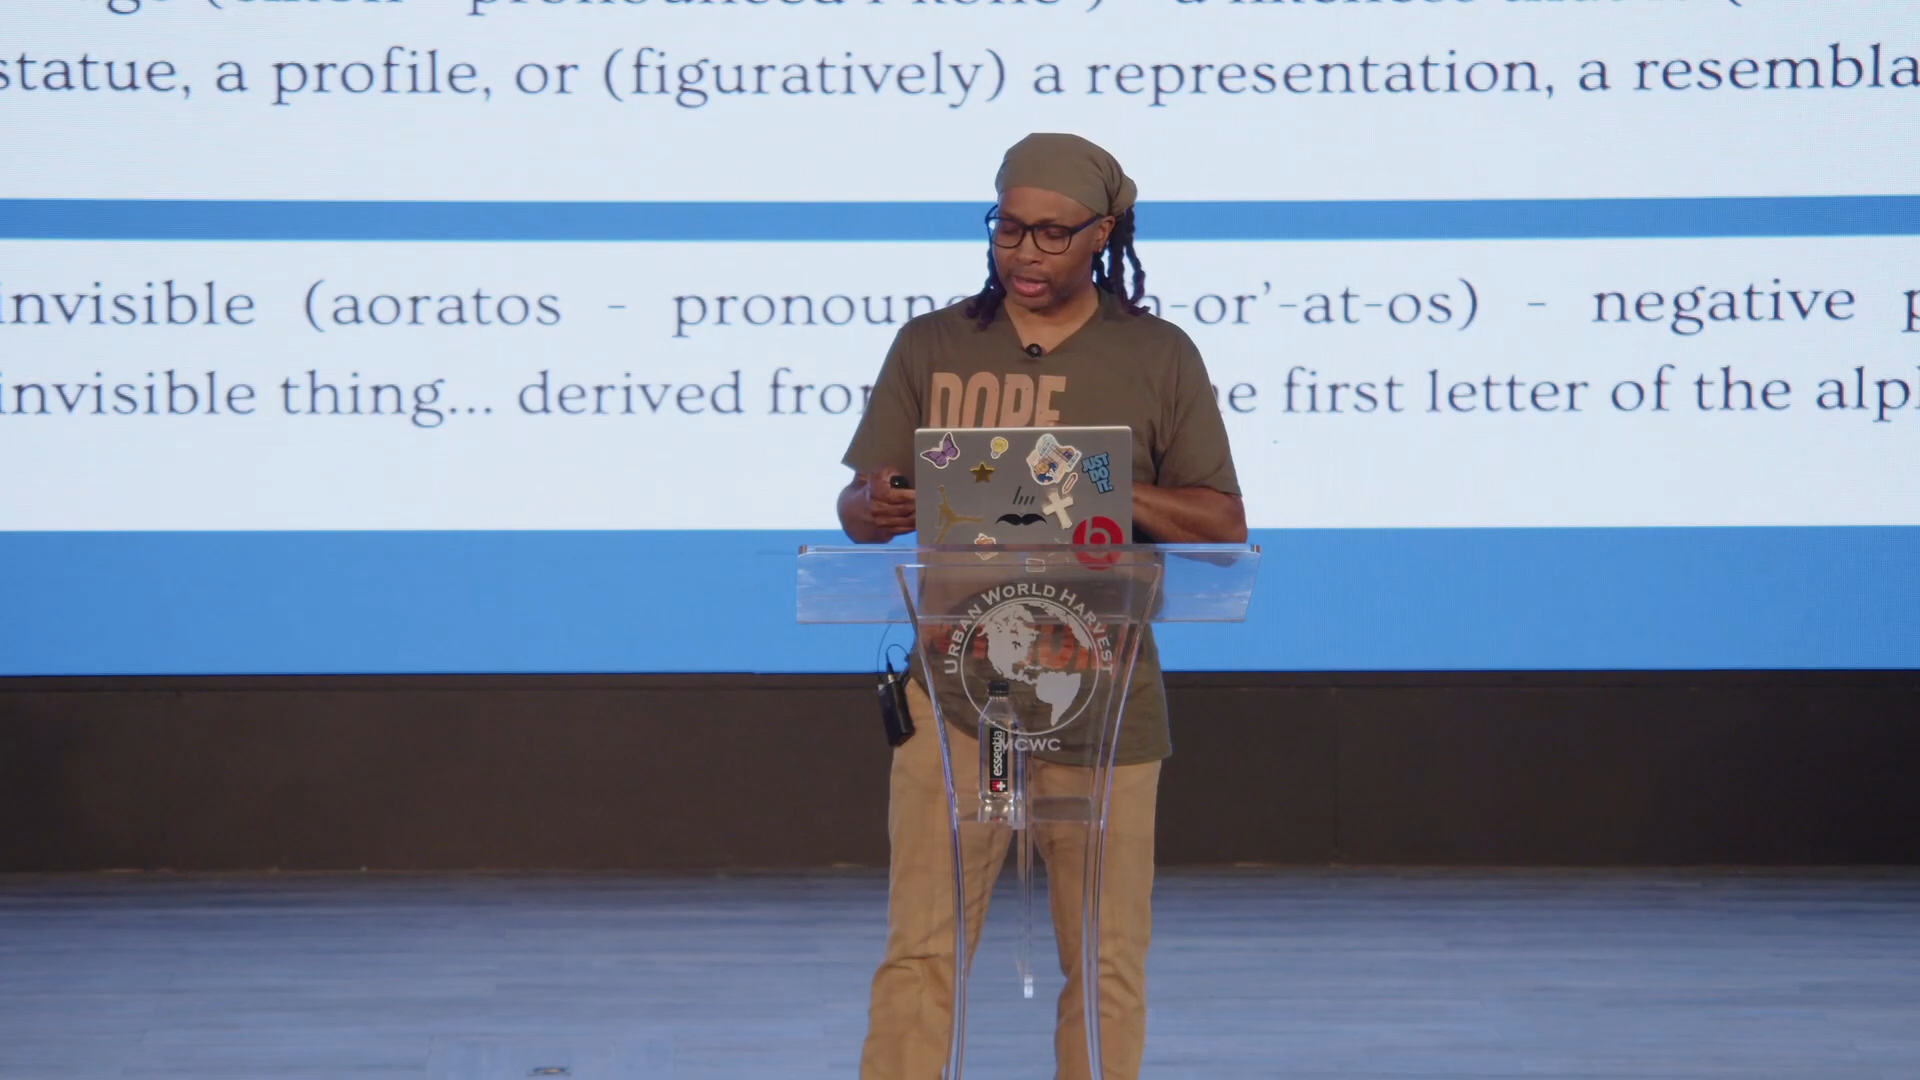 statue, a profile, or (figuratively) a representation, a resembla
invisible (aoratos - pronoun a-or’-at-os) - negative p
invisible thing... derived from e first letter of the alp
DOPE
JUST
DO
IT.
URBAN WORLD HARVEST
MCWC
essentia